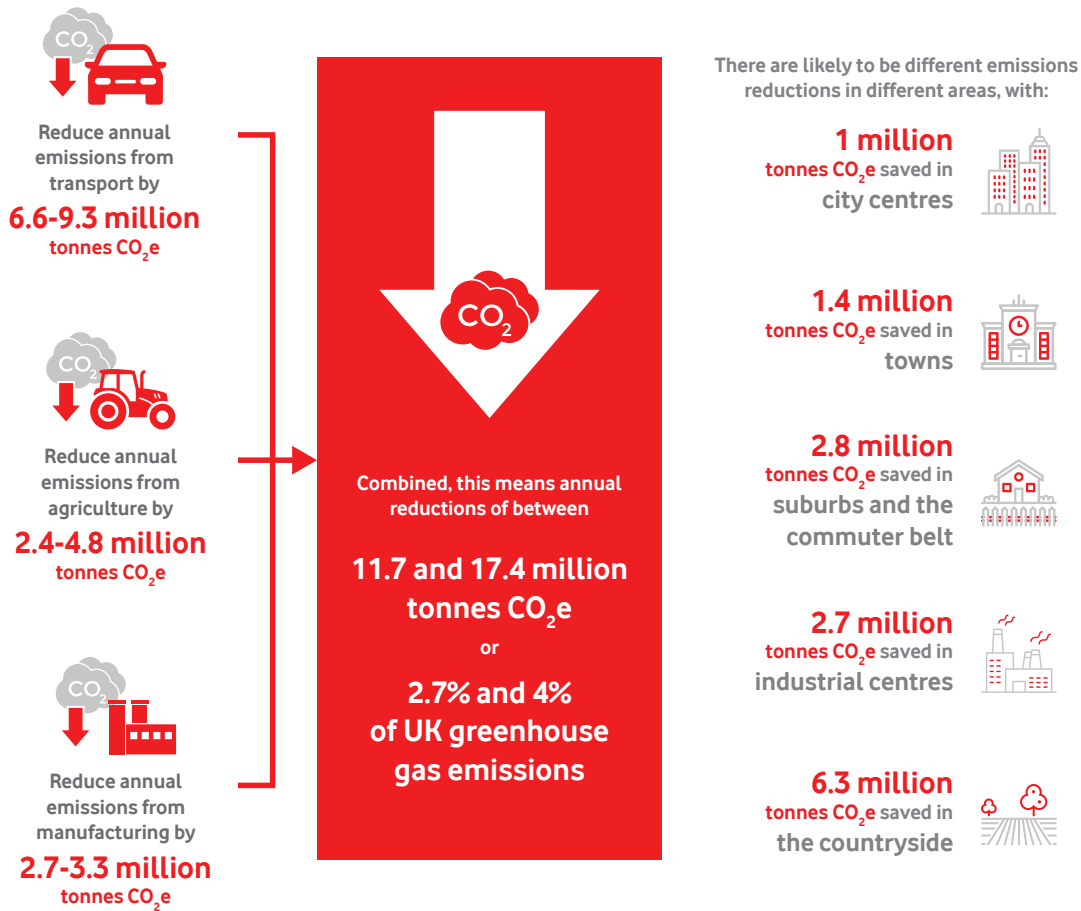 CO2
Reduce annual
emissions from
transport by
6.6-9.3 million
tonnes CO2e
CO2
Reduce annual
emissions from
agriculture by
2.4-4.8 million
tonnes CO2e
CO2
Reduce annual
emissions from
manufacturing by
2.7-3.3 million
tonnes CO2e
CO2
Combined, this means annual
reductions of between
11.7 and 17.4 million
tonnes CO2e
or
2.7% and 4%
of UK greenhouse
gas emissions
There are likely to be different emissions
reductions in different areas, with:
1 million
tonnes CO2e saved in
city centres
1.4 million
tonnes CO2e saved in
towns
2.8 million
tonnes CO2e saved in
suburbs and the
commuter belt
2.7 million
tonnes CO2e saved in
industrial centres
6.3 million
tonnes CO2e saved in
the countryside